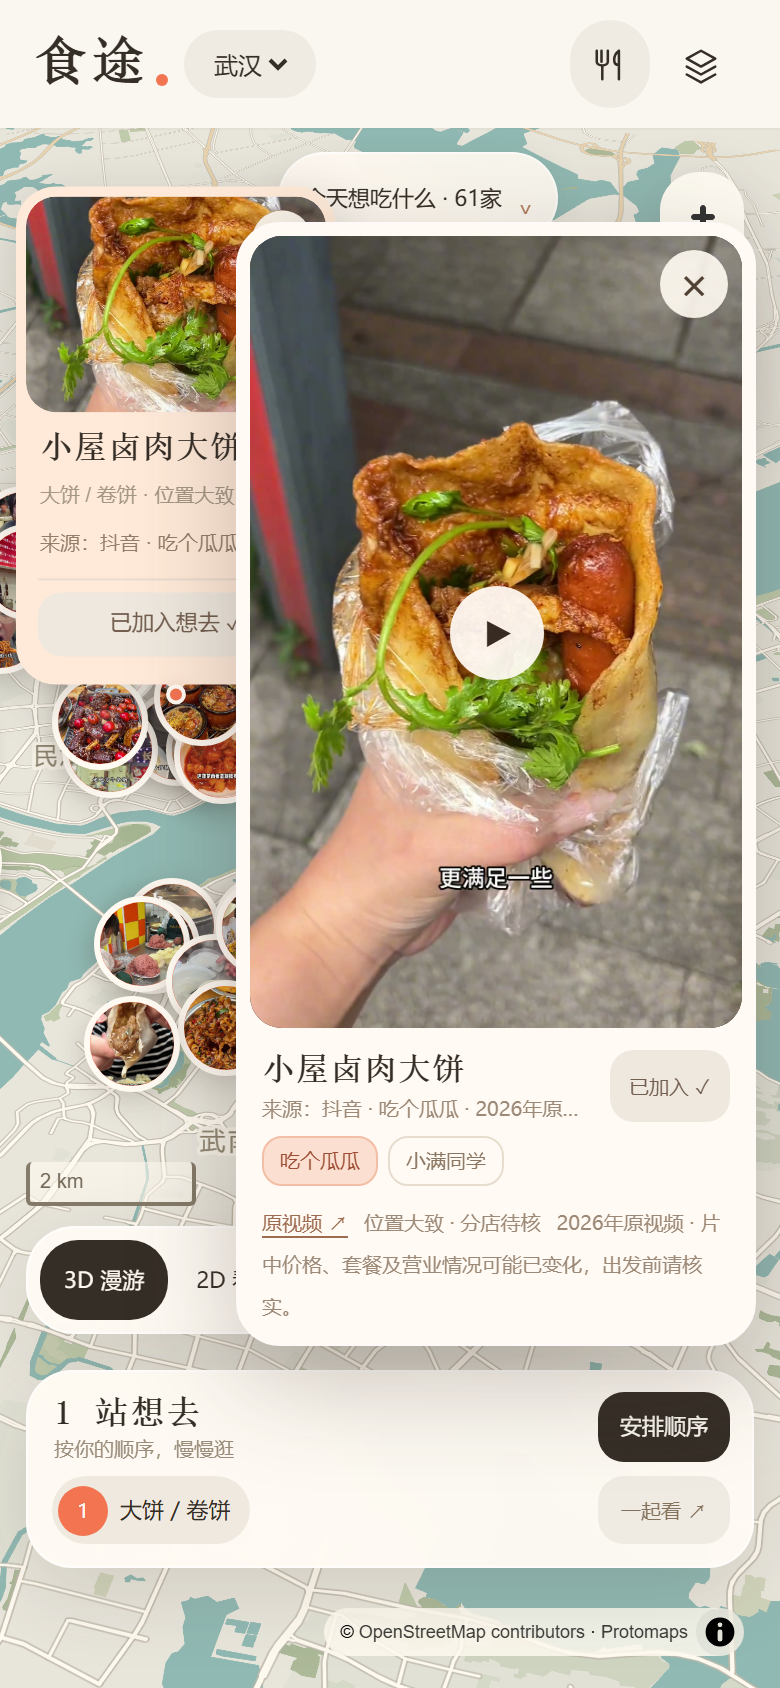 食途
武汉
今天想吃什么 · 61家
小屋卤肉大饼
大饼 / 卷饼 · 位置大致
来源：抖音 · 吃个瓜瓜
已加入想去 ✓
更满足一些
小屋卤肉大饼
已加入 ✓
来源：抖音 · 吃个瓜瓜 · 2026年原...
吃个瓜瓜
小满同学
原视频 ↗ 位置大致 · 分店待核 2026年原视频 · 片
中价格、套餐及营业情况可能已变化，出发前请核
实。
民
武
2 km
3D 漫游
2D
1 站想去
按你的顺序，慢慢逛
安排顺序
1 大饼 / 卷饼
一起看 ↗
© OpenStreetMap contributors · Protomaps